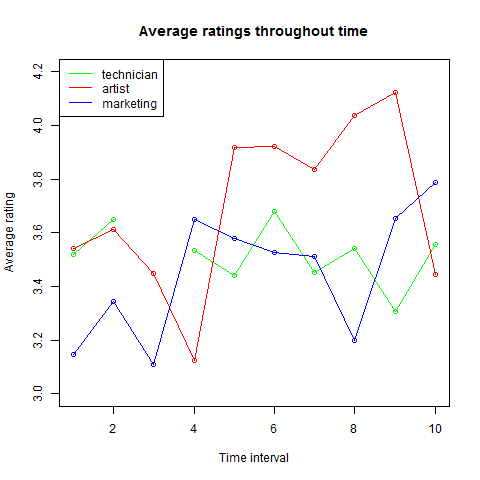 Average ratings throughout time
technician
artist
marketing
Average rating
4.2
4.0
3.8
3.6
3.4
3.2
3.0
2
4
6
8
10
Time interval